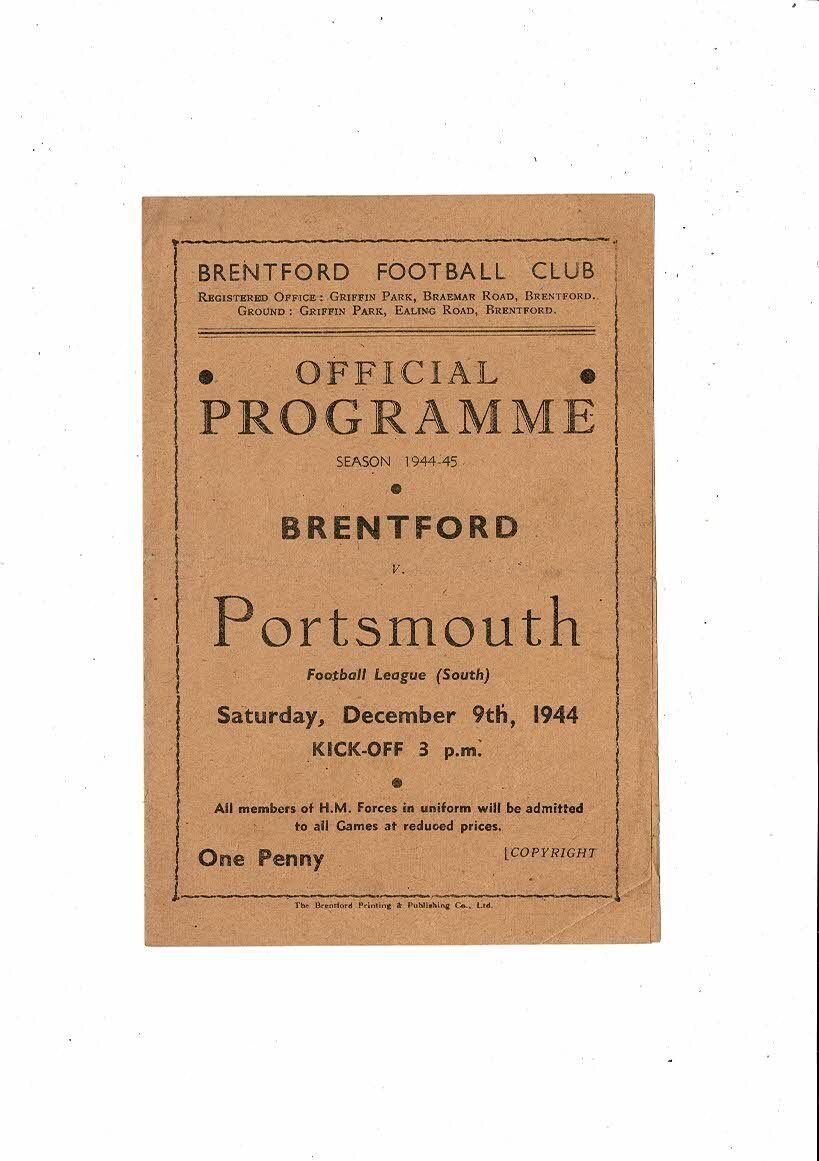 BRENTFORD FOOTBALL CLUB
REGISTERED OFFICE : GRIFFIN PARK, BRAEMAR ROAD, BRENTFORD.
GROUND : GRIFFIN PARK, EALING ROAD, BRENTFORD.
OFFICIAL
PROGRAMME
SEASON 1944-45
BRENTFORD
v.
Portsmouth
Football League (South)
Saturday, December 9th, 1944
KICK-OFF 3 p.m.
All members of H.M. Forces in uniform will be admitted
to all Games at reduced prices.
One Penny
[COPYRIGHT
The Brentford Printing & Publishing Co., Ltd.